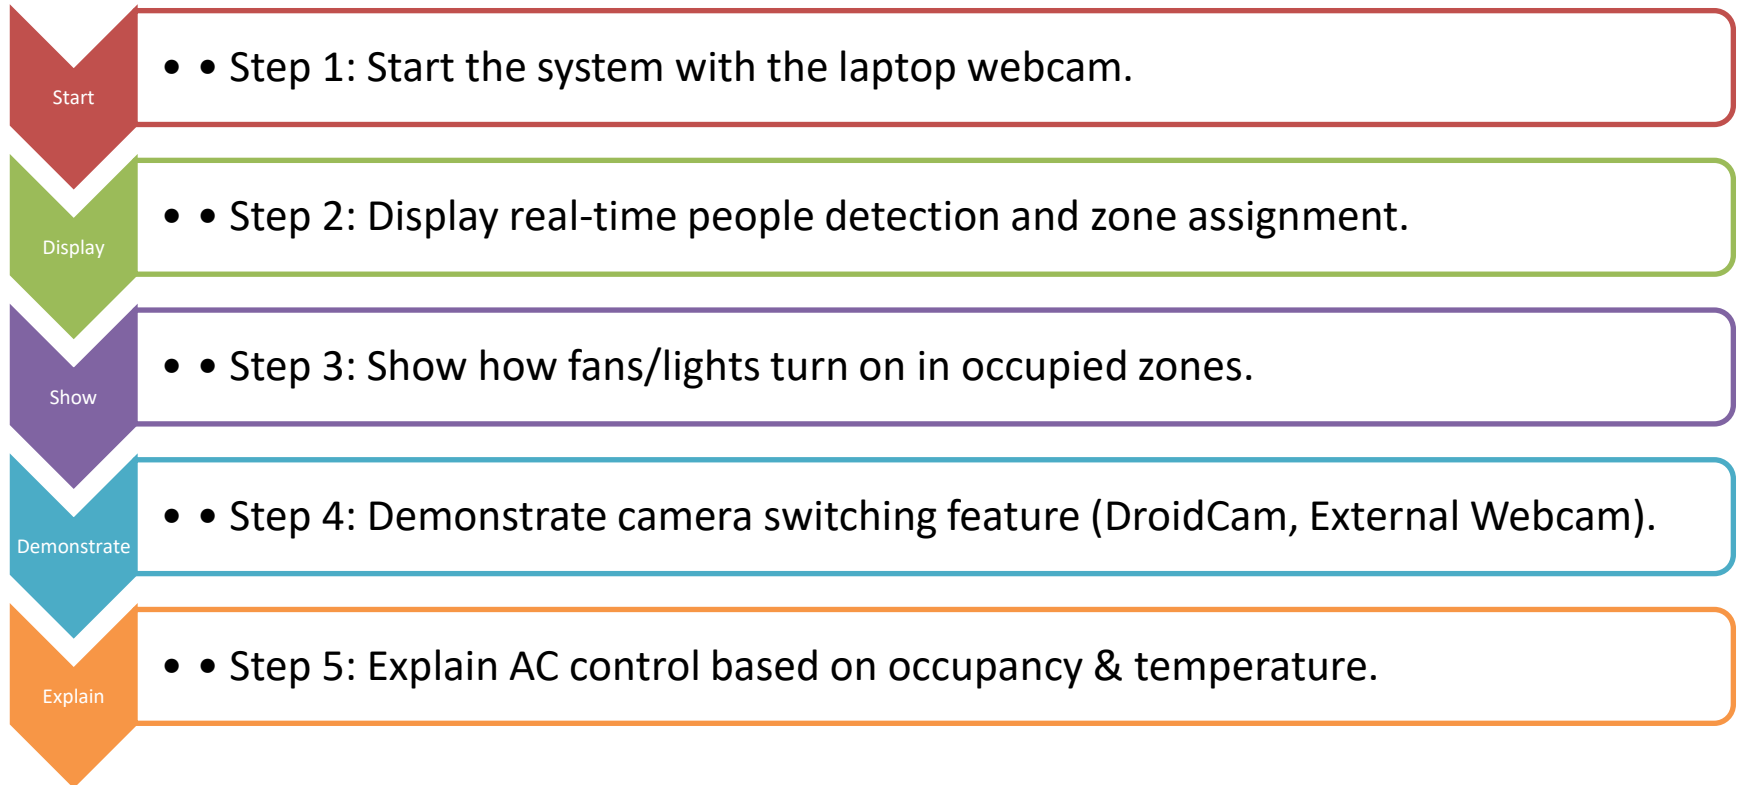 Start
• • Step 1: Start the system with the laptop webcam.
Display
• • Step 2: Display real-time people detection and zone assignment.
Show
• • Step 3: Show how fans/lights turn on in occupied zones.
Demonstrate
• • Step 4: Demonstrate camera switching feature (DroidCam, External Webcam).
Explain
• • Step 5: Explain AC control based on occupancy & temperature.